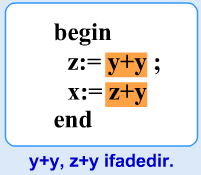 begin
z:= y+y ;
x:= z+y
end
y+y, z+y ifadedir.